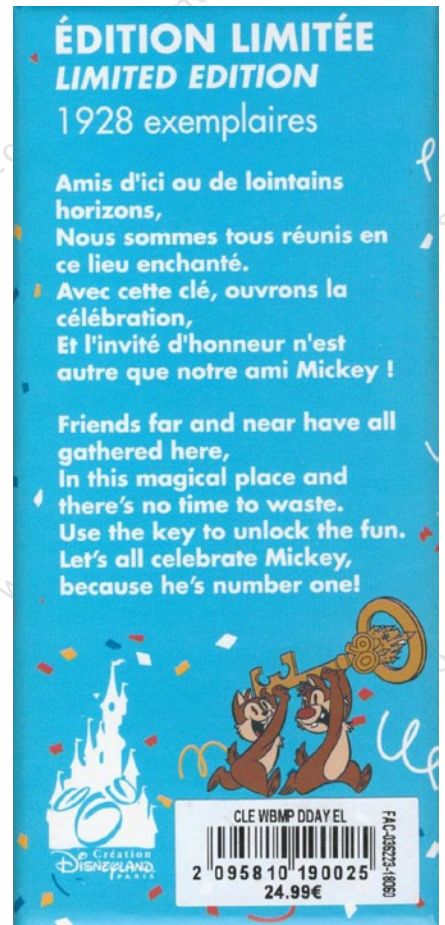 ÉDITION LIMITÉE
LIMITED EDITION
1928 exemplaires
Amis d'ici ou de lointains
horizons,
Nous sommes tous réunis en
ce lieu enchanté.
Avec cette clé, ouvrons la
célébration,
Et l'invité d'honneur n'est
autre que notre ami Mickey !
Friends far and near have all
gathered here,
In this magical place and
there's no time to waste.
Use the key to unlock the fun.
Let's all celebrate Mickey,
because he's number one!
Création
DISNEYLAND
PARIS
CLE WBMP DDAY EL
2 095810 190025
24.99€
FAC-036223-18060